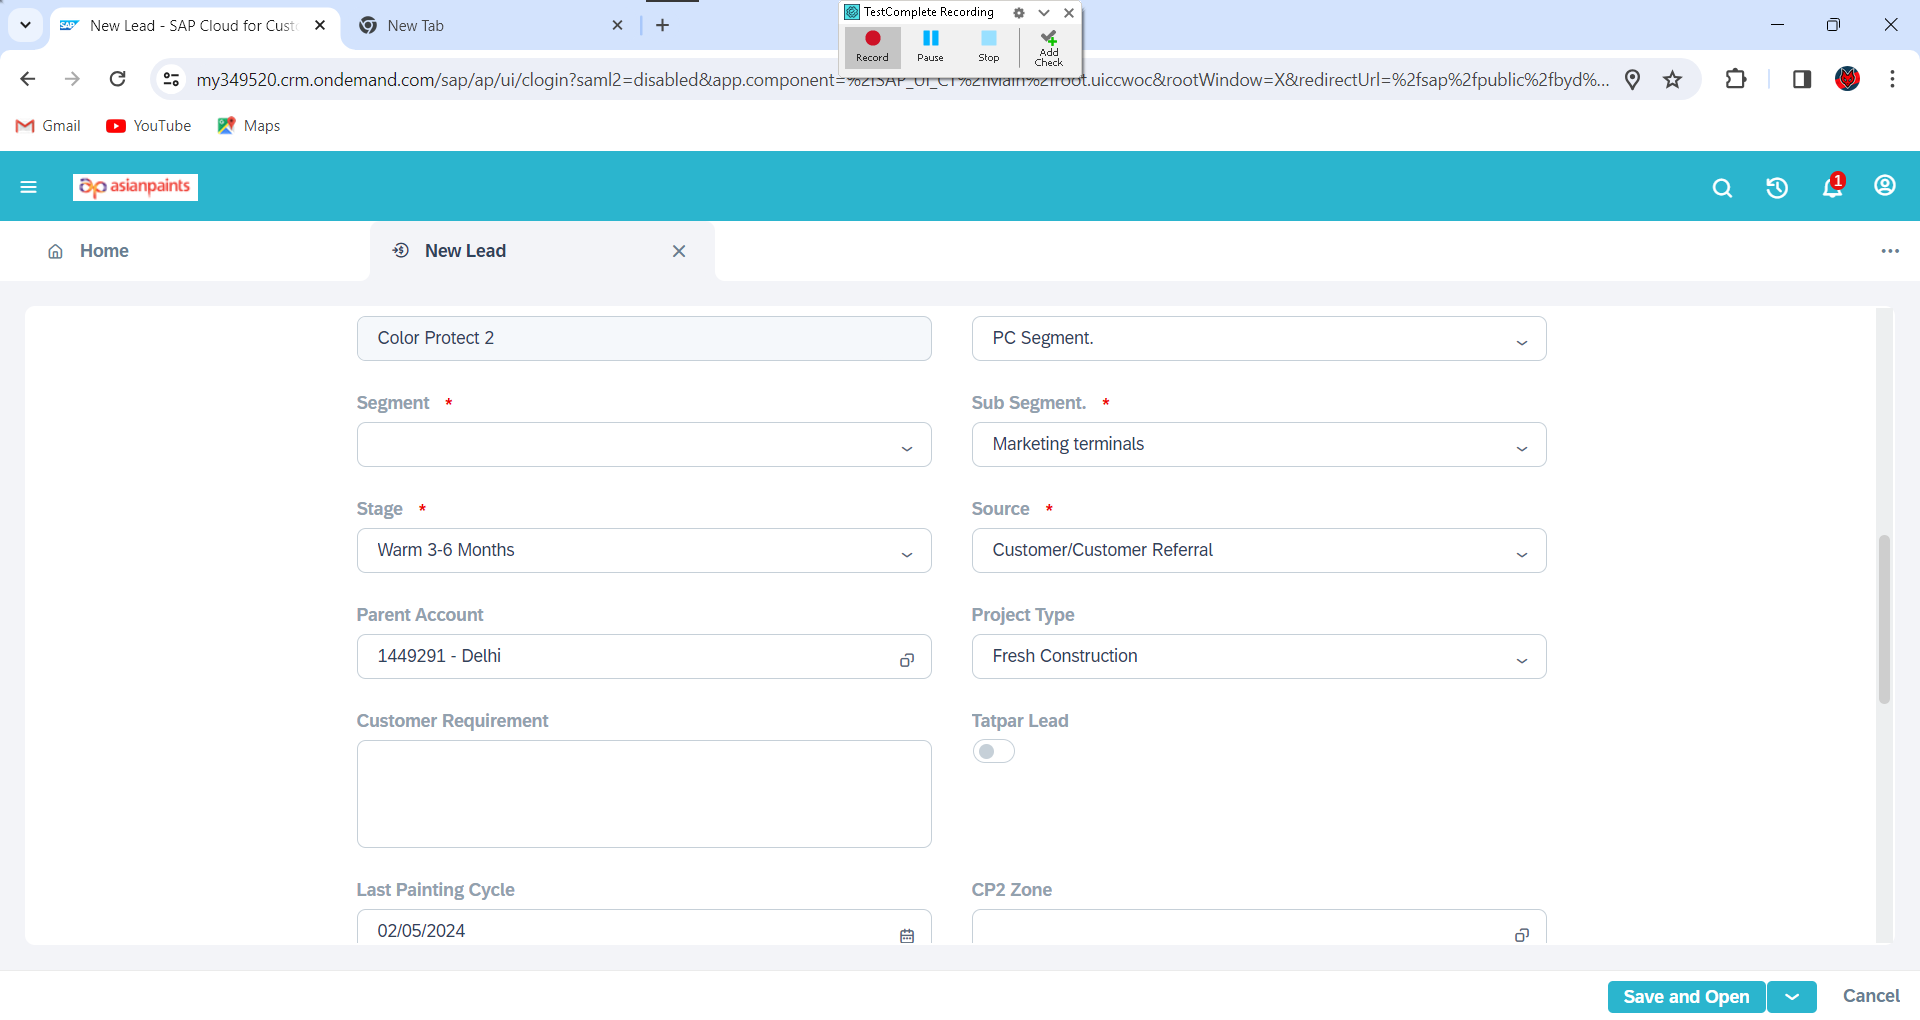 New Lead - SAP Cloud for Cust
New Tab
TestComplete Recording
Record
Pause
Stop
Add
Check
my349520.crm.ondemand.com/sap/ap/ui/clogin?saml2=disabled&app.component=%2fSAP_UI_CT%2fMain%2froot.uiccwoc&rootWindow=X&redirectUrl=%2fsap%2fpublic%2fbyd%...
Gmail
YouTube
Maps
asianpaints
1
Home
New Lead
Color Protect 2
PC Segment.
Segment *
Sub Segment. *
Marketing terminals
Stage *
Source *
Warm 3-6 Months
Customer/Customer Referral
Parent Account
Project Type
1449291 - Delhi
Fresh Construction
Customer Requirement
Tatpar Lead
Last Painting Cycle
CP2 Zone
02/05/2024
Save and Open
Cancel